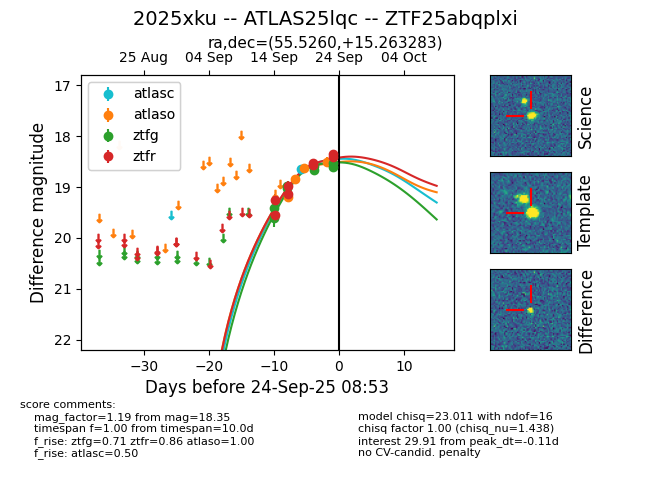 2025xku -- ATLAS25lqc -- ZTF25abqplxi
ra,dec=(55.5260,+15.263283)
25 Aug 04 Sep 14 Sep 24 Sep 04 Oct
atlasc
atlaso
ztfg
ztfr
17
18
19
20
21
22
Difference magnitude
−30 −20 −10 0 10
Days before 24-Sep-25 08:53
Science
Template
Difference
score comments:
mag_factor=1.19 from mag=18.35
timespan f=1.00 from timespan=10.0d
f_rise: ztfg=0.71 ztfr=0.86 atlaso=1.00
f_rise: atlasc=0.50
model chisq=23.011 with ndof=16
chisq factor 1.00 (chisq_nu=1.438)
interest 29.91 from peak_dt=-0.11d
no CV-candid. penalty